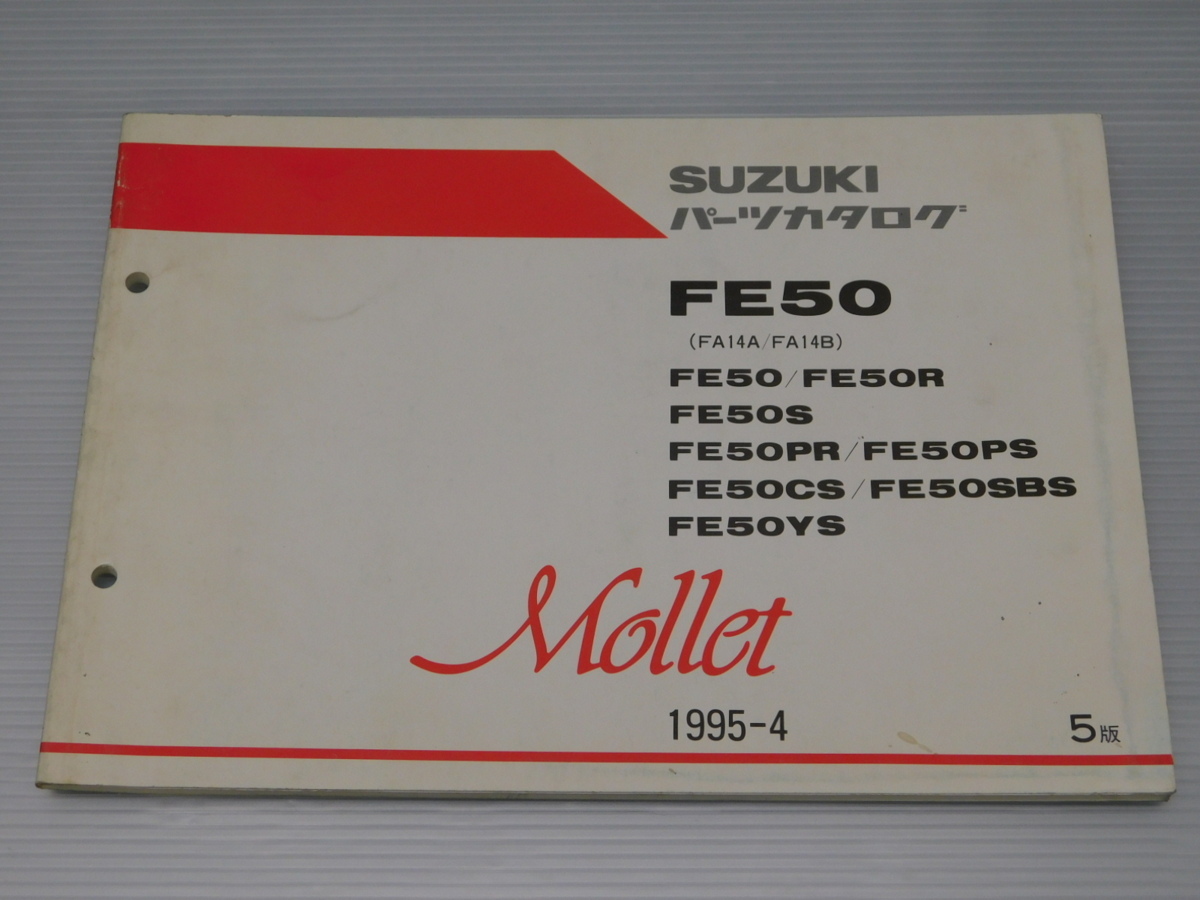 SUZUKI
パーツカタログ
FE50
(FA14A/FA14B)
FE50/FE50R
FE50S
FE50PR/FE50PS
FE50CS/FE50SBS
FE50YS
Mollet
1995-4
5版